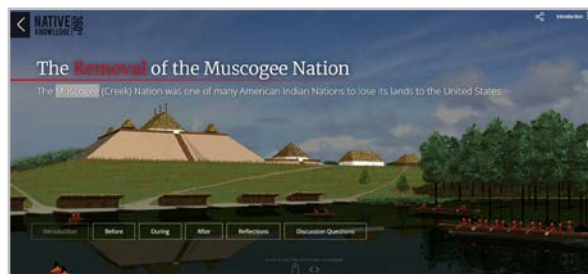 NATIVE
KNOWLEDGE 360°
Introduction
The Removal of the Muscogee Nation
The Muscogee (Creek) Nation was one of many American Indian Nations to lose its lands to the United States.
Introduction
Before
During
After
Reflections
Discussion Questions